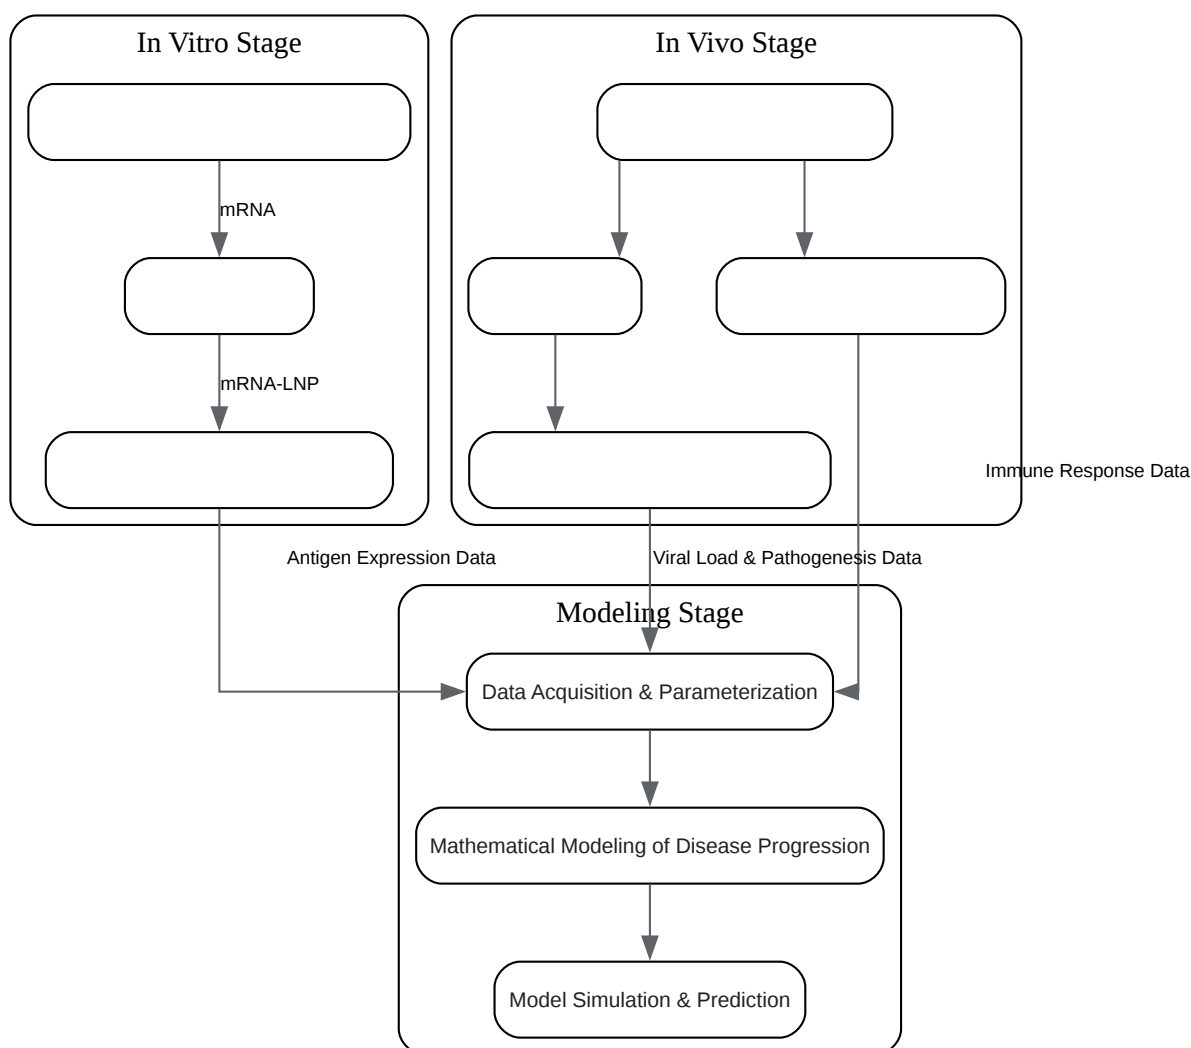 In Vitro Stage
In Vivo Stage
mRNA
mRNA-LNP
Immune Response Data
Antigen Expression Data
Viral Load & Pathogenesis Data
Modeling Stage
Data Acquisition & Parameterization
Mathematical Modeling of Disease Progression
Model Simulation & Prediction